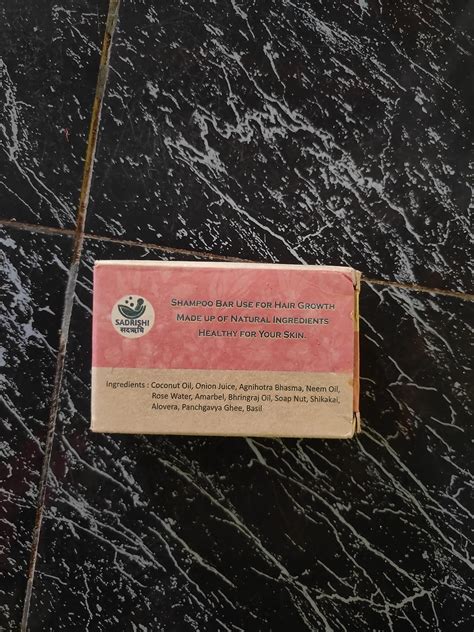 SHAMPOO BAR USE FOR HAIR GROWTH
MADE UP OF NATURAL INGREDIENTS
HEALTHY FOR YOUR SKIN.
SADRISHI
सदऋषि
Ingredients : Coconut Oil, Onion Juice, Agnihotra Bhasma, Neem Oil,
Rose Water, Amarbel, Bhringraj Oil, Soap Nut, Shikakai,
Alovera, Panchgavya Ghee, Basil